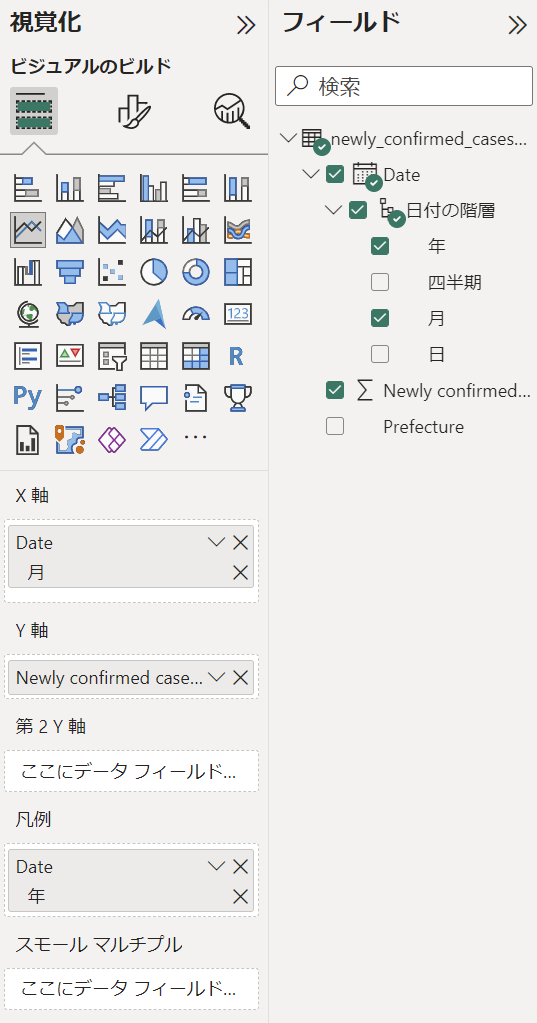 視覚化
ビジュアルのビルド
123
R
Py
...
X 軸
Date
月
Y 軸
Newly confirmed case...
第 2 Y 軸
ここにデータ フィールド...
凡例
Date
年
スモール マルチプル
ここにデータ フィールド...
フィールド
検索
newly_confirmed_cases...
Date
日付の階層
年
四半期
月
日
Σ Newly confirmed...
Prefecture